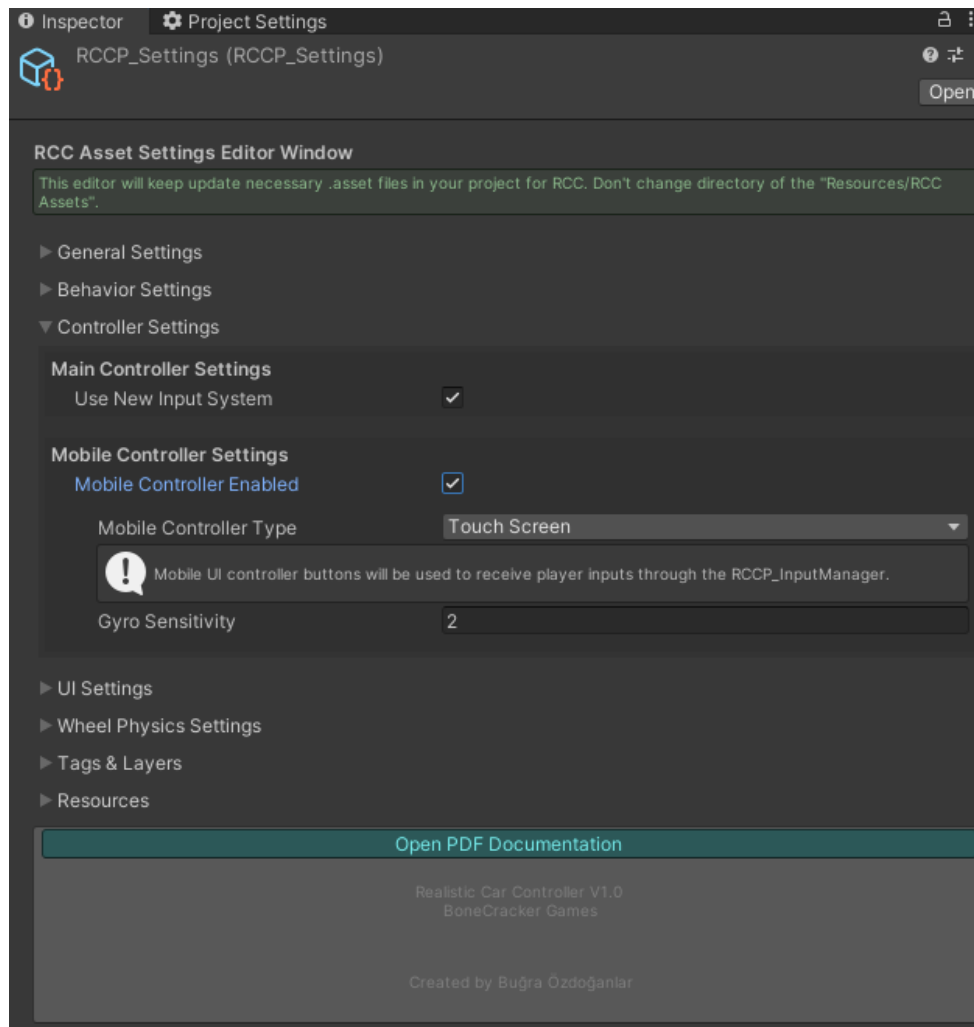 Inspector
Project Settings
RCCP_Settings (RCCP_Settings)
Open
RCC Asset Settings Editor Window
This editor will keep update necessary .asset files in your project for RCC. Don't change directory of the "Resources/RCC
Assets".
General Settings
Behavior Settings
Controller Settings
Main Controller Settings
Use New Input System
Mobile Controller Settings
Mobile Controller Enabled
Mobile Controller Type
Touch Screen
Mobile UI controller buttons will be used to receive player inputs through the RCCP_InputManager.
Gyro Sensitivity
2
UI Settings
Wheel Physics Settings
Tags & Layers
Resources
Open PDF Documentation
Realistic Car Controller V1.0
BoneCracker Games
Created by Buğra Özdoğanlar